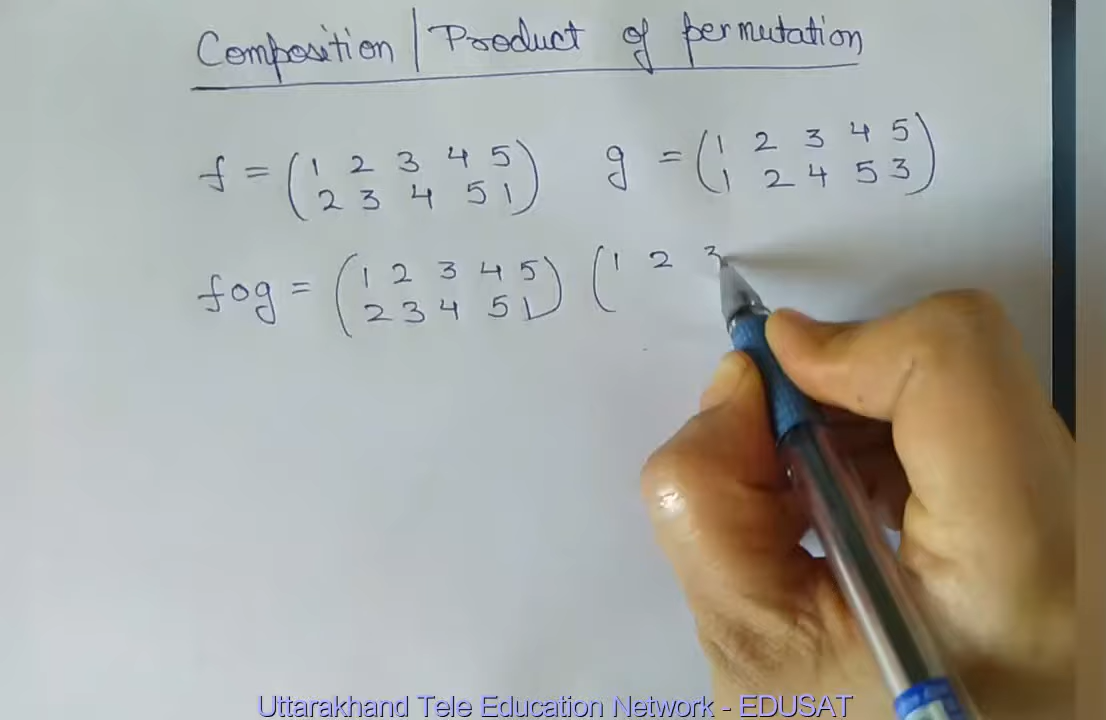 Composition | Product of permutation
f = (1 2 3 4 5) g = (1 2 3 4 5)
(2 3 4 5 1) (1 2 4 5 3)
fog = (1 2 3 4 5) (1 2 3
(2 3 4 5 1)
Uttarakhand Tele Education Network - EDUSAT